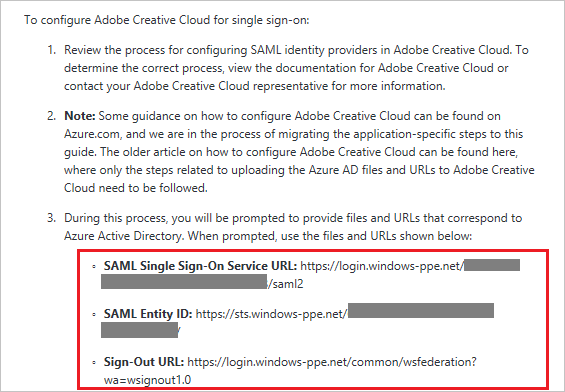 To configure Adobe Creative Cloud for single sign-on:
1. Review the process for configuring SAML identity providers in Adobe Creative Cloud. To
determine the correct process, view the documentation for Adobe Creative Cloud or
contact your Adobe Creative Cloud representative for more information.
2. Note: Some guidance on how to configure Adobe Creative Cloud can be found on
Azure.com, and we are in the process of migrating the application-specific steps to this
guide. The older article on how to configure Adobe Creative Cloud can be found here,
where only the steps related to uploading the Azure AD files and URLs to Adobe Creative
Cloud need to be followed.
3. During this process, you will be prompted to provide files and URLs that correspond to
Azure Active Directory. When prompted, use the files and URLs shown below:
◦ SAML Single Sign-On Service URL: https://login.windows-ppe.net/
/saml2
◦ SAML Entity ID: https://sts.windows-ppe.net/
/
◦ Sign-Out URL: https://login.windows-ppe.net/common/wsfederation?
wa=wsignout1.0